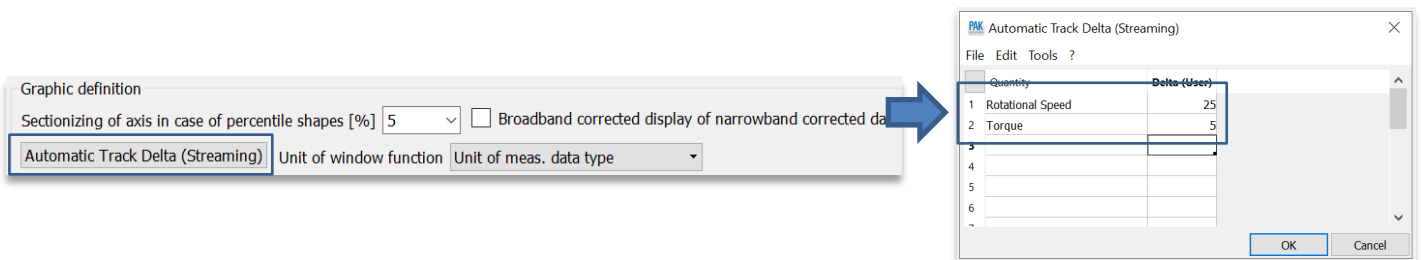 Graphic definition
Sectionizing of axis in case of percentile shapes [%] 5 Broadband corrected display of narrowband corrected da
Automatic Track Delta (Streaming) Unit of window function Unit of meas. data type
PAK Automatic Track Delta (Streaming)
File Edit Tools ?
Quantity Delta (User)
1 Rotational Speed 25
2 Torque 5
3
4
5
6
7
OK Cancel